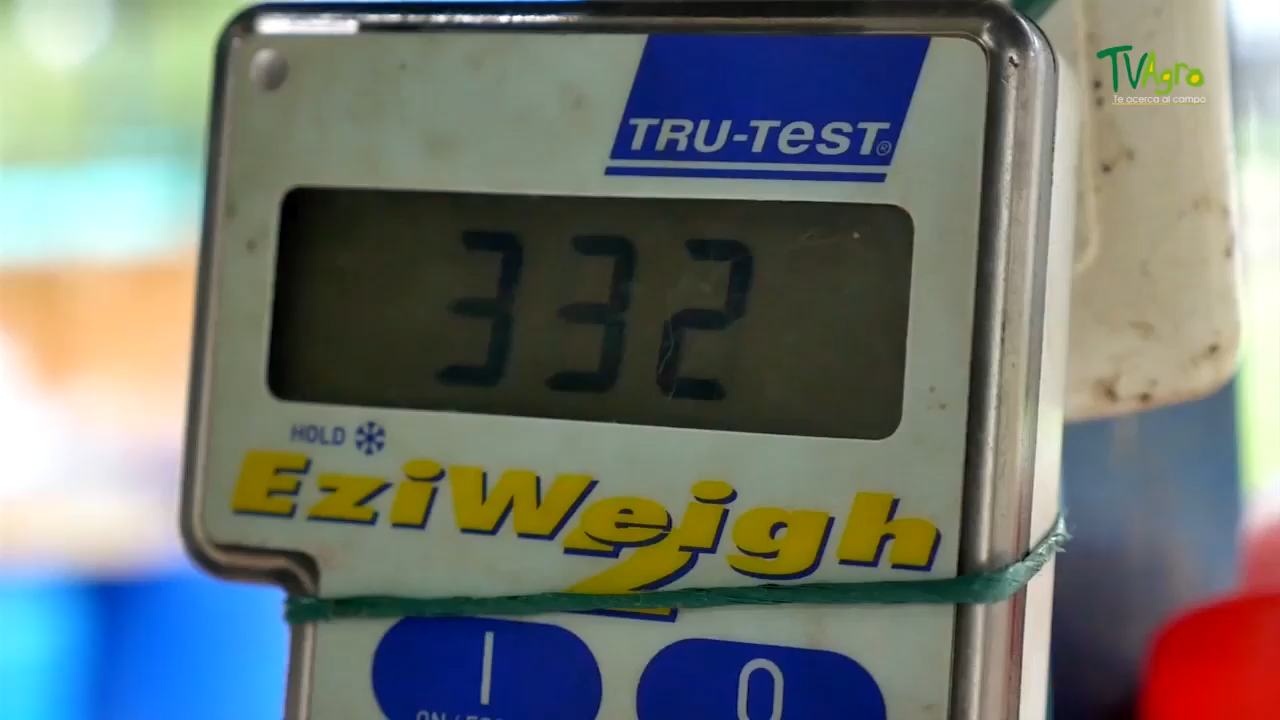 TVAgro
Te acerca al campo
TRU-TeST®
332
HOLD
EziWeigh
2
I
0